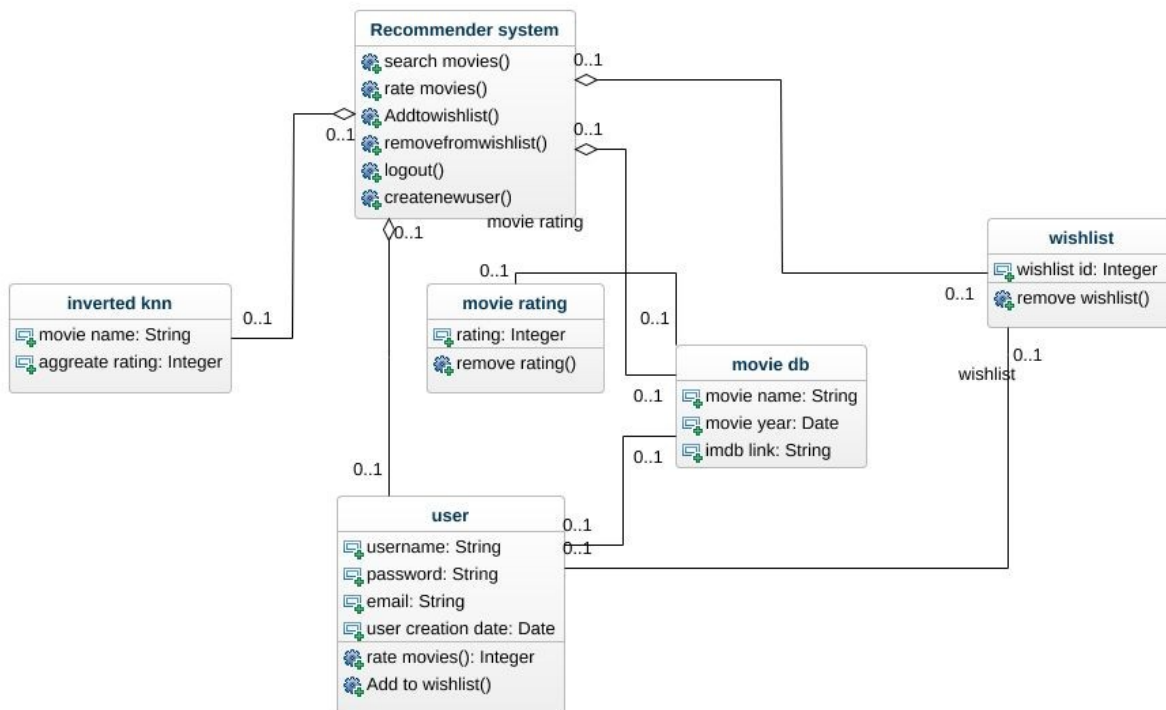 Recommender system
search movies()
rate movies()
Addtowishlist()
removefromwishlist()
logout()
createnewuser()
0..1
0..1
0..1
0..1
movie rating
wishlist
wishlist id: Integer
remove wishlist()
0..1
0..1
wishlist
inverted knn
movie name: String
aggreate rating: Integer
0..1
0..1
movie rating
rating: Integer
remove rating()
0..1
movie db
movie name: String
movie year: Date
imdb link: String
0..1
0..1
0..1
user
username: String
password: String
email: String
user creation date: Date
rate movies(): Integer
Add to wishlist()
0..1
0..1